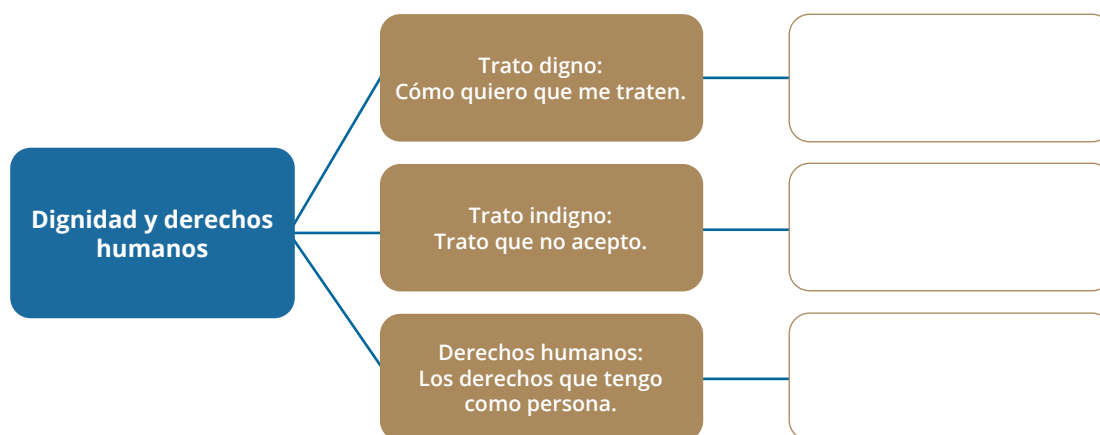 Trato digno:
Cómo quiero que me traten.
Dignidad y derechos
humanos
Trato indigno:
Trato que no acepto.
Derechos humanos:
Los derechos que tengo
como persona.